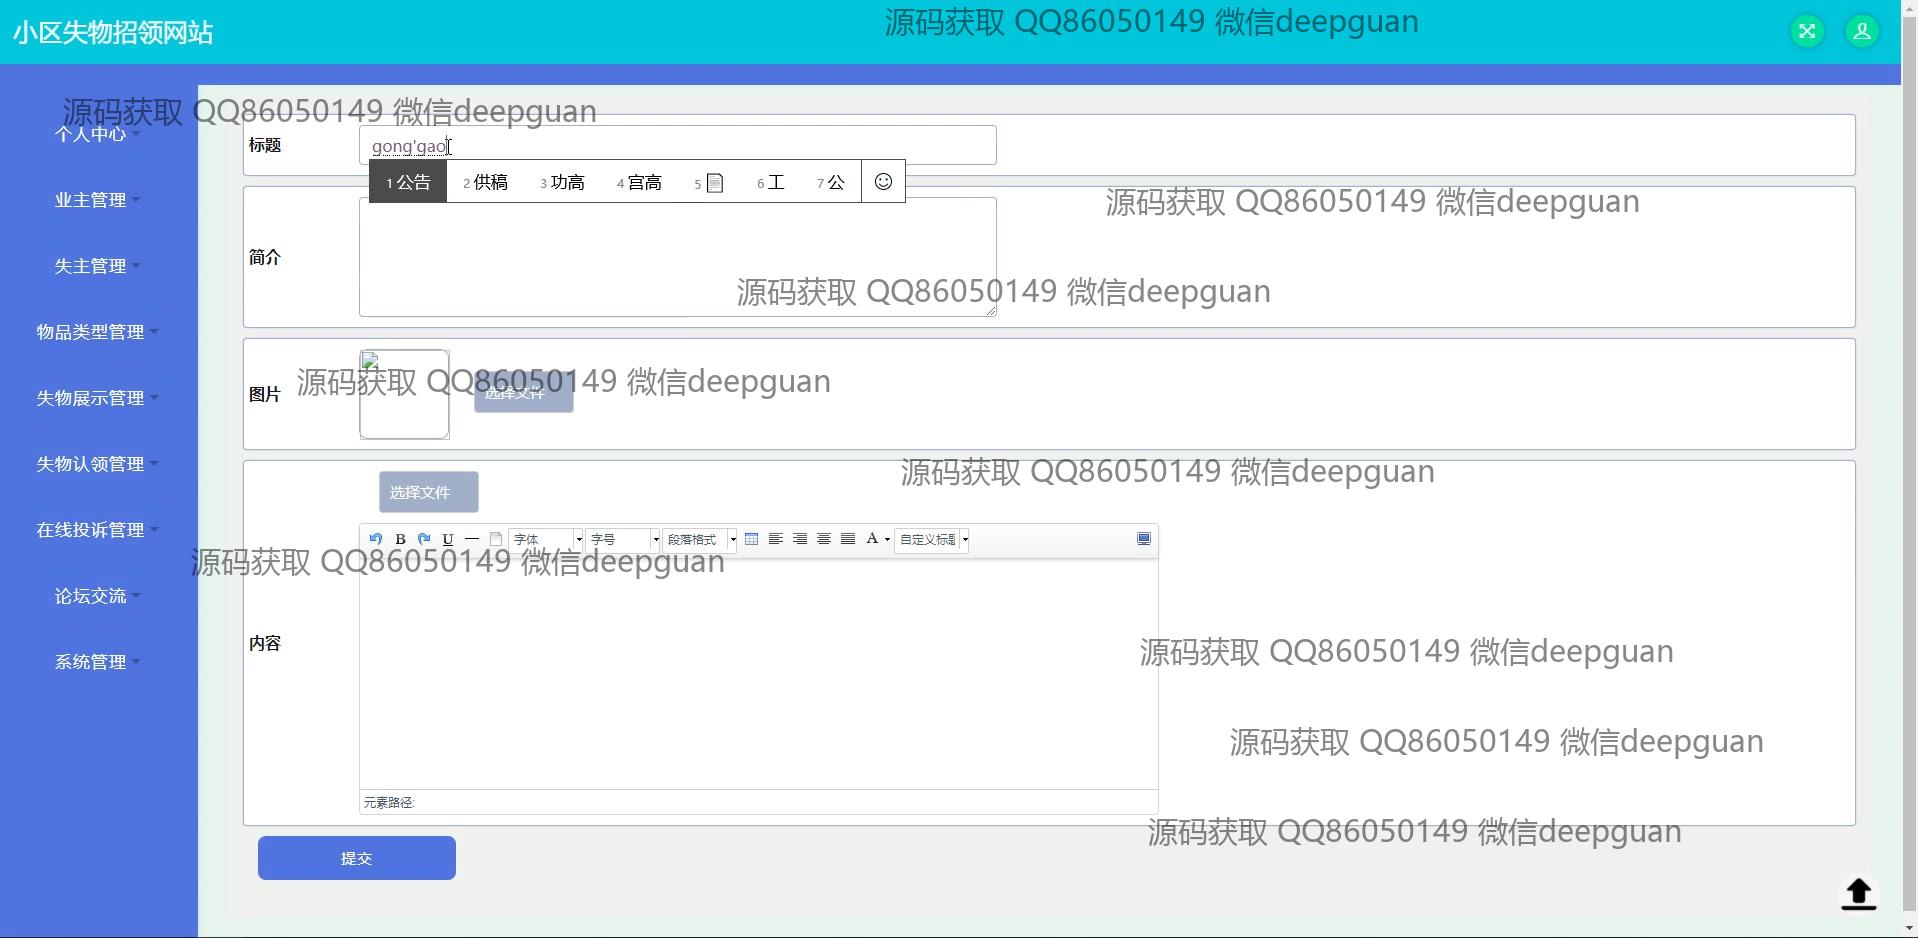 小区失物招领网站
源码获取 QQ86050149 微信deepguan
源码获取 QQ86050149 微信deepguan
个人中心
标题
gong'gao
1 公告 2 供稿 3 功高 4 宫高 5 6 工 7 公
业主管理
源码获取 QQ86050149 微信deepguan
简介
失主管理
源码获取 QQ86050149 微信deepguan
物品类型管理
源码获取 QQ86050149 微信deepguan
图片
选择文件
失物展示管理
失物认领管理
源码获取 QQ86050149 微信deepguan
选择文件
在线投诉管理
B U 字体 字号 段落格式 A 自定义标题
源码获取 QQ86050149 微信deepguan
论坛交流
内容
源码获取 QQ86050149 微信deepguan
系统管理
源码获取 QQ86050149 微信deepguan
元素路径:
源码获取 QQ86050149 微信deepguan
提交